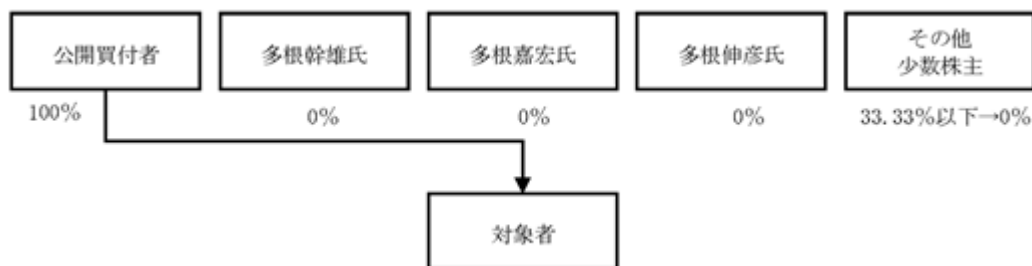 公開買付者
多根幹雄氏
多根嘉宏氏
多根伸彦氏
その他
少数株主
100%
0%
0%
0%
33.33%以下→0%
対象者